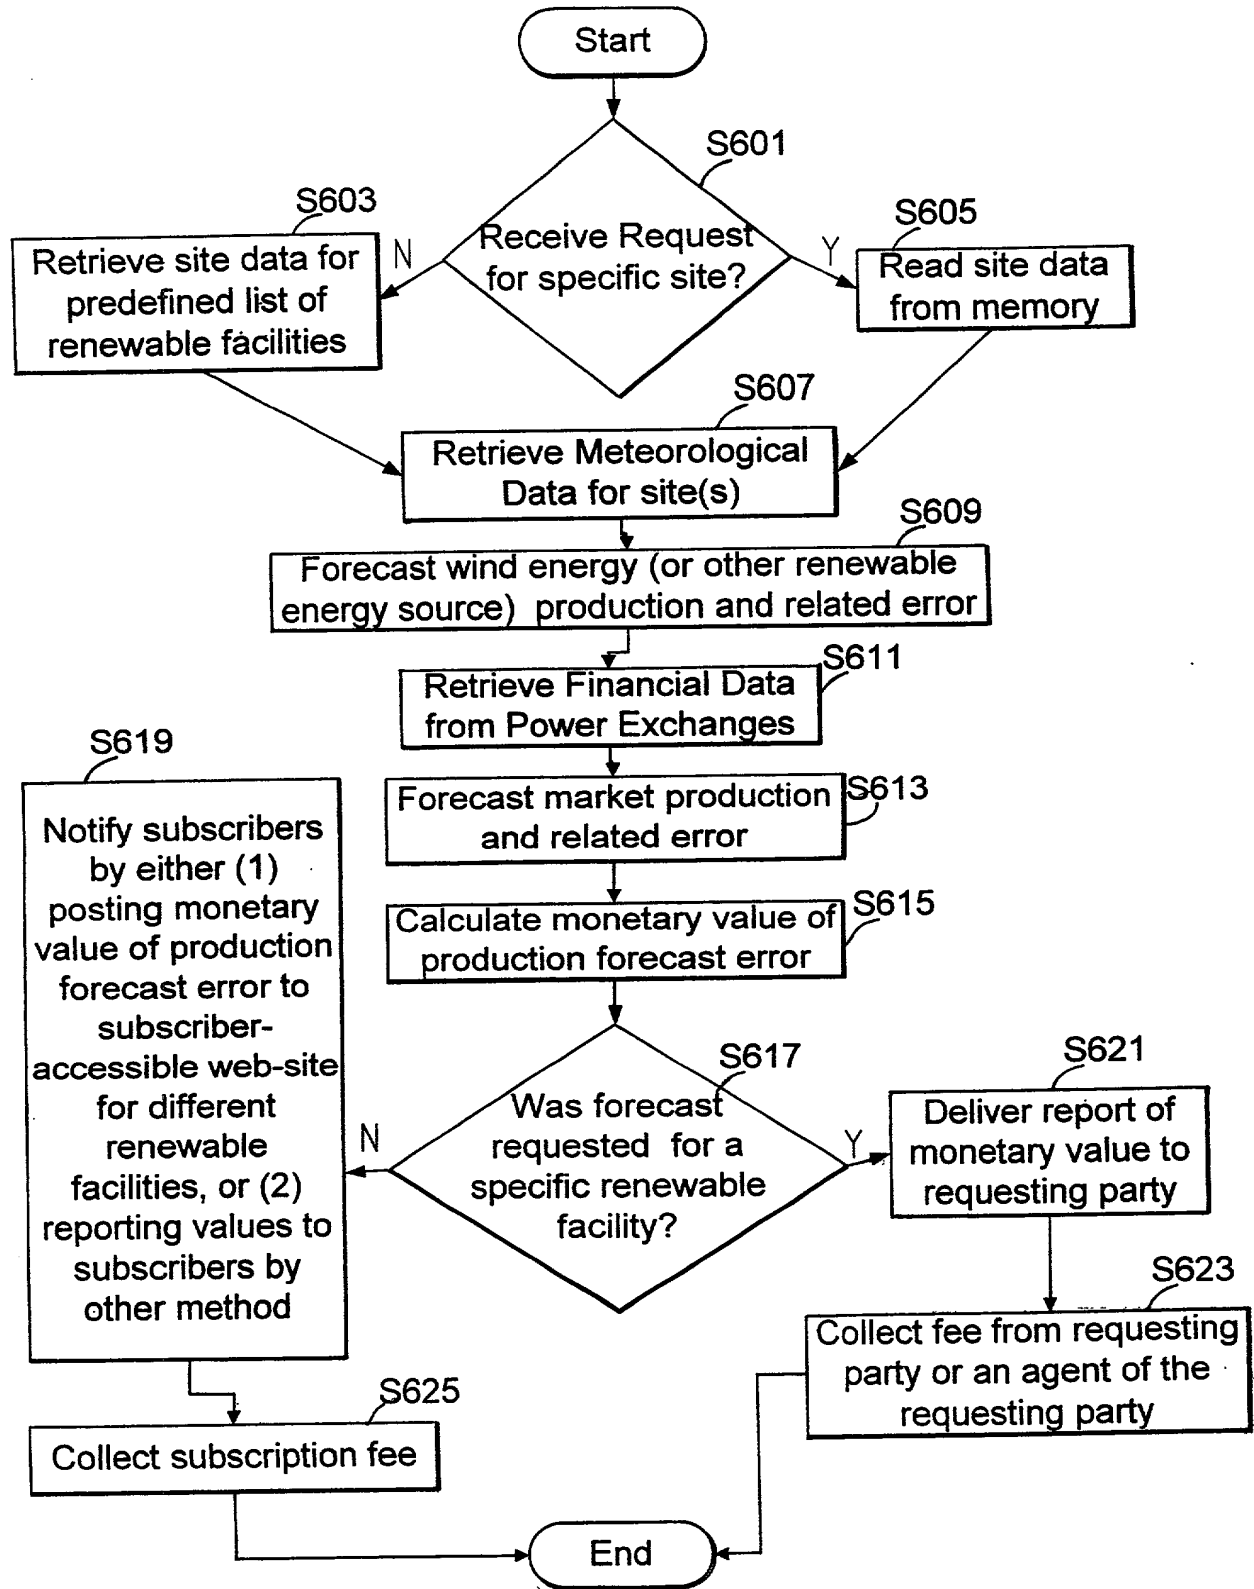 Start
S601
Receive Request
for specific site?
N
Y
S603
Retrieve site data for
predefined list of
renewable facilities
S605
Read site data
from memory
S607
Retrieve Meteorological
Data for site(s)
S609
Forecast wind energy (or other renewable
energy source) production and related error
S611
Retrieve Financial Data
from Power Exchanges
S613
Forecast market production
and related error
S615
Calculate monetary value of
production forecast error
S617
Was forecast
requested for a
specific renewable
facility?
N
Y
S619
Notify subscribers
by either (1)
posting monetary
value of production
forecast error to
subscriber-
accessible web-site
for different
renewable
facilities, or (2)
reporting values to
subscribers by
other method
S621
Deliver report of
monetary value to
requesting party
S623
Collect fee from requesting
party or an agent of the
requesting party
S625
Collect subscription fee
End